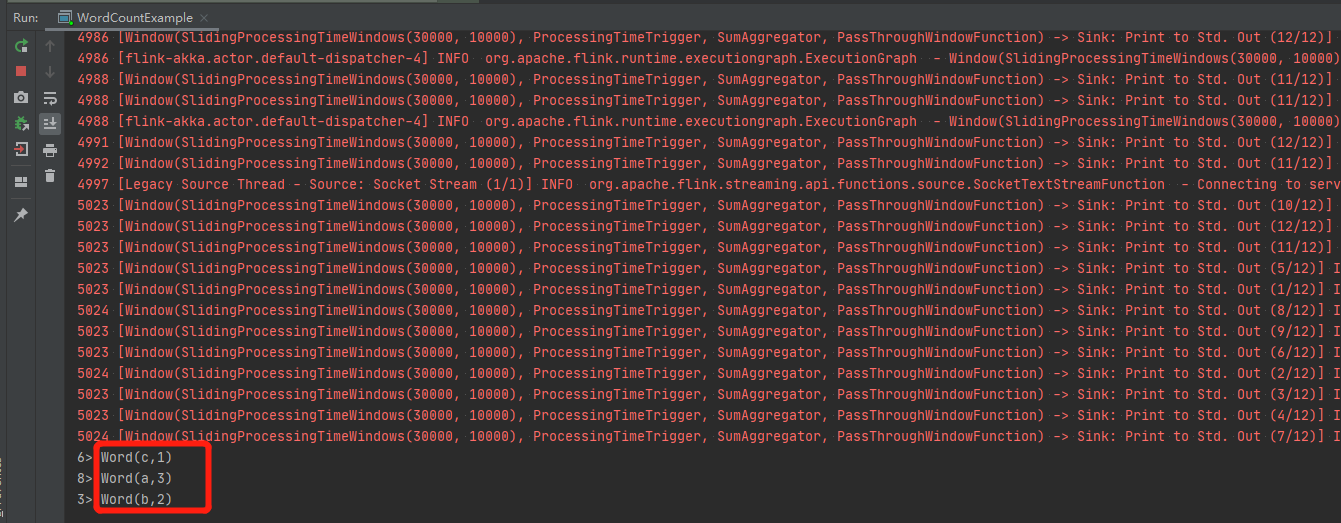 Run: WordCountExample ×
4986 [Window(SlidingProcessingTimeWindows(30000, 10000), ProcessingTimeTrigger, SumAggregator, PassThroughWindowFunction) -> Sink: Print to Std. Out (12/12)]
4986 [flink-akka.actor.default-dispatcher-4] INFO org.apache.flink.runtime.executiongraph.ExecutionGraph - Window(SlidingProcessingTimeWindows(30000, 10000)
4988 [Window(SlidingProcessingTimeWindows(30000, 10000), ProcessingTimeTrigger, SumAggregator, PassThroughWindowFunction) -> Sink: Print to Std. Out (11/12)]
4988 [Window(SlidingProcessingTimeWindows(30000, 10000), ProcessingTimeTrigger, SumAggregator, PassThroughWindowFunction) -> Sink: Print to Std. Out (11/12)]
4988 [flink-akka.actor.default-dispatcher-4] INFO org.apache.flink.runtime.executiongraph.ExecutionGraph - Window(SlidingProcessingTimeWindows(30000, 10000)
4991 [Window(SlidingProcessingTimeWindows(30000, 10000), ProcessingTimeTrigger, SumAggregator, PassThroughWindowFunction) -> Sink: Print to Std. Out (12/12)]
4992 [Window(SlidingProcessingTimeWindows(30000, 10000), ProcessingTimeTrigger, SumAggregator, PassThroughWindowFunction) -> Sink: Print to Std. Out (11/12)]
4997 [Legacy Source Thread - Source: Socket Stream (1/1)] INFO org.apache.flink.streaming.api.functions.source.SocketTextStreamFunction - Connecting to serv
5023 [Window(SlidingProcessingTimeWindows(30000, 10000), ProcessingTimeTrigger, SumAggregator, PassThroughWindowFunction) -> Sink: Print to Std. Out (10/12)]
5023 [Window(SlidingProcessingTimeWindows(30000, 10000), ProcessingTimeTrigger, SumAggregator, PassThroughWindowFunction) -> Sink: Print to Std. Out (12/12)]
5023 [Window(SlidingProcessingTimeWindows(30000, 10000), ProcessingTimeTrigger, SumAggregator, PassThroughWindowFunction) -> Sink: Print to Std. Out (11/12)]
5023 [Window(SlidingProcessingTimeWindows(30000, 10000), ProcessingTimeTrigger, SumAggregator, PassThroughWindowFunction) -> Sink: Print to Std. Out (5/12)] I
5023 [Window(SlidingProcessingTimeWindows(30000, 10000), ProcessingTimeTrigger, SumAggregator, PassThroughWindowFunction) -> Sink: Print to Std. Out (1/12)] I
5024 [Window(SlidingProcessingTimeWindows(30000, 10000), ProcessingTimeTrigger, SumAggregator, PassThroughWindowFunction) -> Sink: Print to Std. Out (8/12)] I
5023 [Window(SlidingProcessingTimeWindows(30000, 10000), ProcessingTimeTrigger, SumAggregator, PassThroughWindowFunction) -> Sink: Print to Std. Out (9/12)] I
5023 [Window(SlidingProcessingTimeWindows(30000, 10000), ProcessingTimeTrigger, SumAggregator, PassThroughWindowFunction) -> Sink: Print to Std. Out (6/12)] I
5024 [Window(SlidingProcessingTimeWindows(30000, 10000), ProcessingTimeTrigger, SumAggregator, PassThroughWindowFunction) -> Sink: Print to Std. Out (2/12)] I
5023 [Window(SlidingProcessingTimeWindows(30000, 10000), ProcessingTimeTrigger, SumAggregator, PassThroughWindowFunction) -> Sink: Print to Std. Out (3/12)] I
5023 [Window(SlidingProcessingTimeWindows(30000, 10000), ProcessingTimeTrigger, SumAggregator, PassThroughWindowFunction) -> Sink: Print to Std. Out (4/12)] I
5024 [Window(SlidingProcessingTimeWindows(30000, 10000), ProcessingTimeTrigger, SumAggregator, PassThroughWindowFunction) -> Sink: Print to Std. Out (7/12)] I
6> Word(c,1)
8> Word(a,3)
3> Word(b,2)